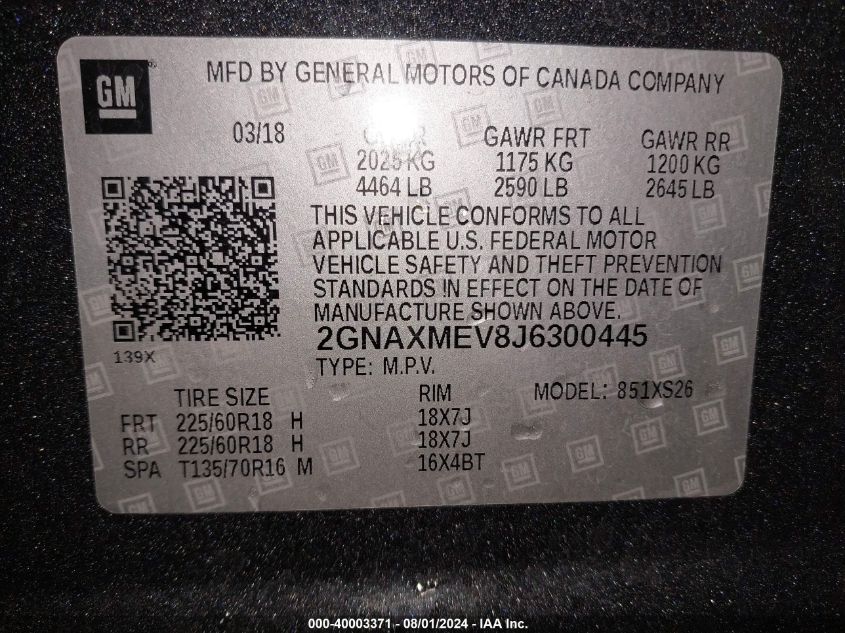 GM
MFD BY GENERAL MOTORS OF CANADA COMPANY
03/18
GAWR FRT GAWR RR
2025 KG 1175 KG 1200 KG
4464 LB 2590 LB 2645 LB
THIS VEHICLE CONFORMS TO ALL
APPLICABLE U.S. FEDERAL MOTOR
VEHICLE SAFETY AND THEFT PREVENTION
STANDARDS IN EFFECT ON THE DATE OF
MANUFACTURE SHOWN ABOVE.
2GNAXMEV8J6300445
139X
TYPE: M.P.V.
TIRE SIZE RIM MODEL: 851XS26
FRT 225/60R18 H 18X7J
RR 225/60R18 H 18X7J
SPA T135/70R16 M 16X4BT
000-40003371 - 08/01/2024 - IAA Inc.